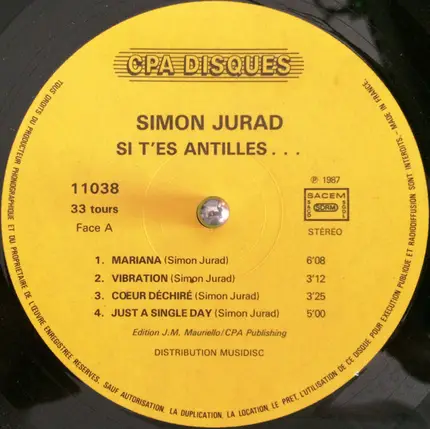 CPA DISQUES
SIMON JURAD
SI T'ES ANTILLES...
11038
33 tours
Face A
℗ 1987
SACEM
SDRM
STÉRÉO
1. MARIANA (Simon Jurad) 6'08
2. VIBRATION (Simon Jurad) 3'12
3. CŒUR DÉCHIRÉ (Simon Jurad) 3'25
4. JUST A SINGLE DAY (Simon Jurad) 5'00
Edition J.M. Mauriello/CPA Publishing
DISTRIBUTION MUSIDISC
TOUS DROITS DU PRODUCTEUR PHONOGRAPHIQUE ET DU PROPRIETAIRE DE L'ŒUVRE ENREGISTREE RESERVES. SAUF AUTORISATION, LA DUPLICATION, LA LOCATION, LE PRET, L'UTILISATION DE CE DISQUE POUR EXECUTION PUBLIQUE ET RADIODIFFUSION SONT INTERDITS.- MADE IN FRANCE.